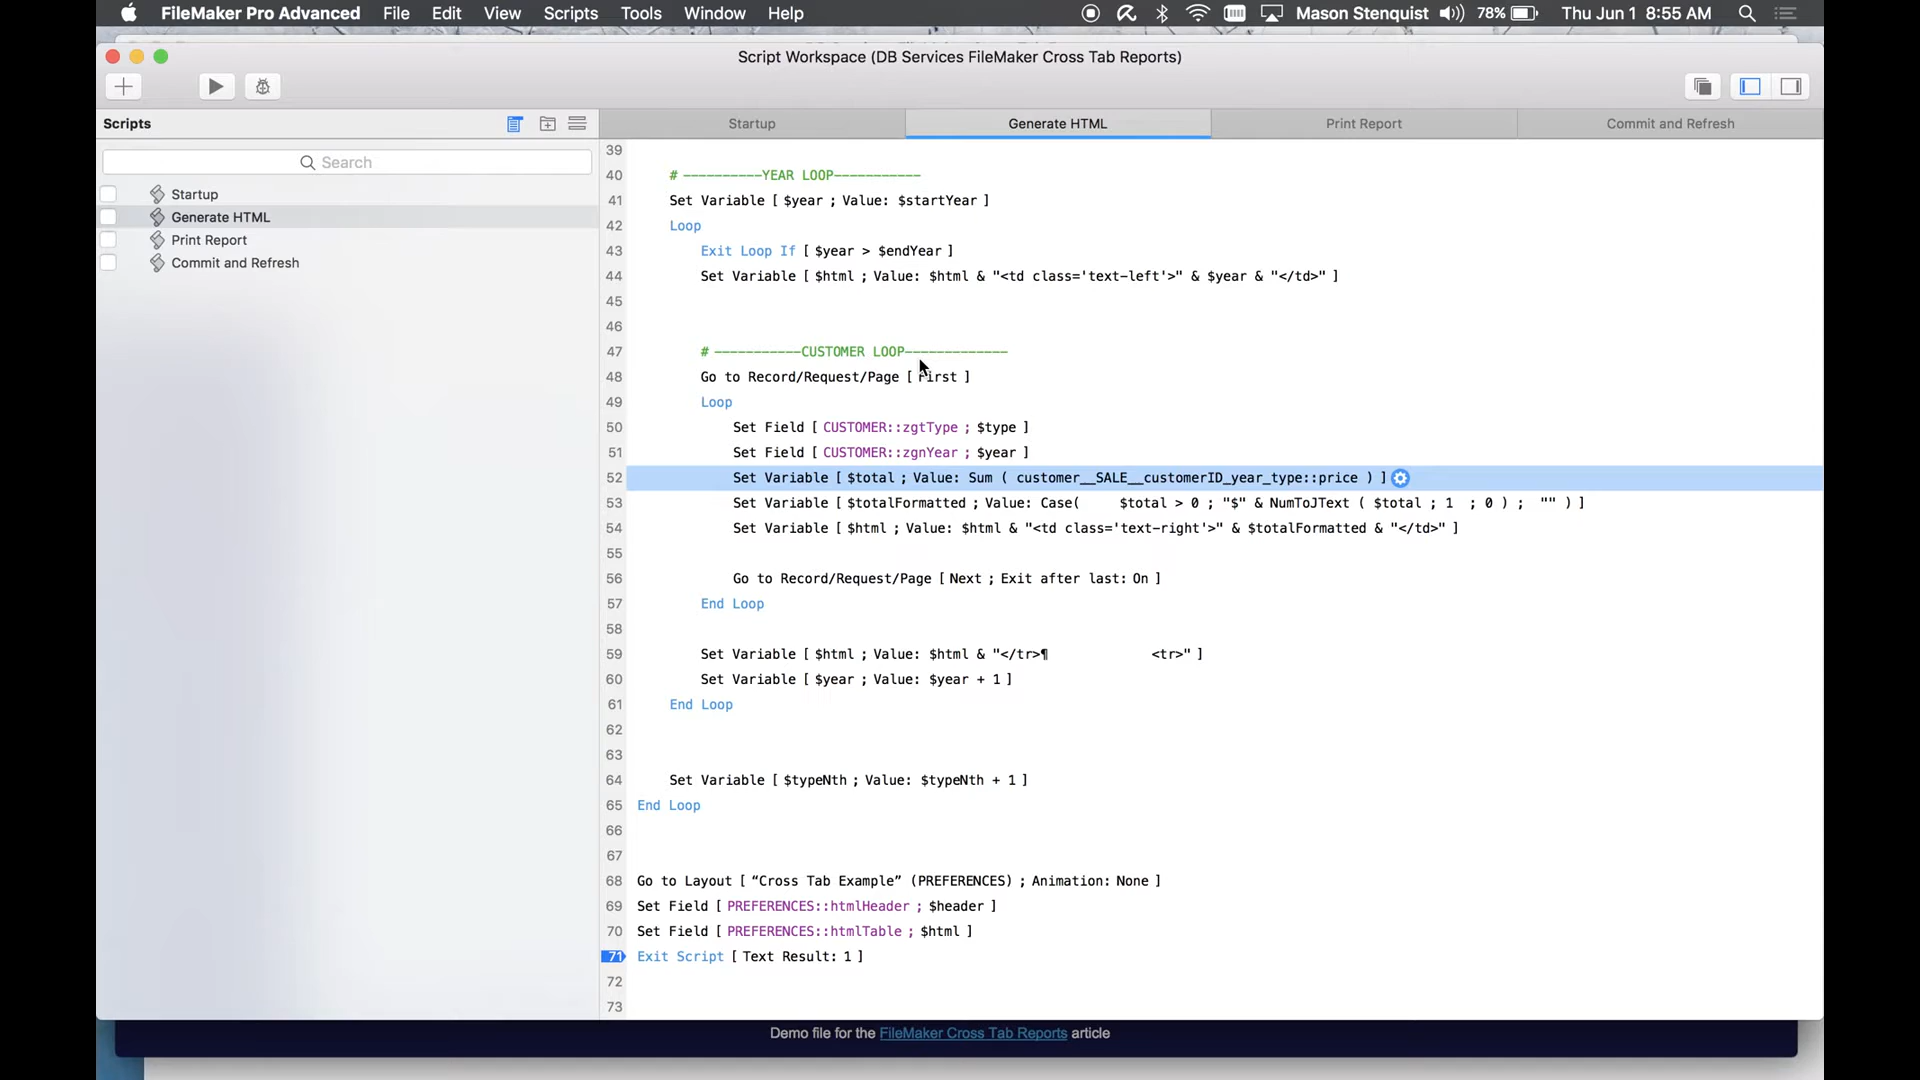 FileMaker Pro Advanced File Edit View Scripts Tools Window Help Mason Stenquist 78% Thu Jun 1 8:55 AM
Script Workspace (DB Services FileMaker Cross Tab Reports)
Scripts
Startup Generate HTML Print Report Commit and Refresh
Search
Startup
Generate HTML
Print Report
Commit and Refresh
39
40 # ----------YEAR LOOP-----------
41 Set Variable [ $year ; Value: $startYear ]
42 Loop
43 Exit Loop If [ $year > $endYear ]
44 Set Variable [ $html ; Value: $html & "<td class='text-left'>" & $year & "</td>" ]
45
46
47 # -----------CUSTOMER LOOP-------------
48 Go to Record/Request/Page [ First ]
49 Loop
50 Set Field [ CUSTOMER::zgtType ; $type ]
51 Set Field [ CUSTOMER::zgnYear ; $year ]
52 Set Variable [ $total ; Value: Sum ( customer__SALE__customerID_year_type::price ) ]
53 Set Variable [ $totalFormatted ; Value: Case( $total > 0 ; "$" & NumToJText ( $total ; 1 ; 0 ) ; "" ) ]
54 Set Variable [ $html ; Value: $html & "<td class='text-right'>" & $totalFormatted & "</td>" ]
55
56 Go to Record/Request/Page [ Next ; Exit after last: On ]
57 End Loop
58
59 Set Variable [ $html ; Value: $html & "</tr>¶ <tr>" ]
60 Set Variable [ $year ; Value: $year + 1 ]
61 End Loop
62
63
64 Set Variable [ $typeNth ; Value: $typeNth + 1 ]
65 End Loop
66
67
68 Go to Layout [ “Cross Tab Example” (PREFERENCES) ; Animation: None ]
69 Set Field [ PREFERENCES::htmlHeader ; $header ]
70 Set Field [ PREFERENCES::htmlTable ; $html ]
71 Exit Script [ Text Result: 1 ]
72
73
Demo file for the FileMaker Cross Tab Reports article